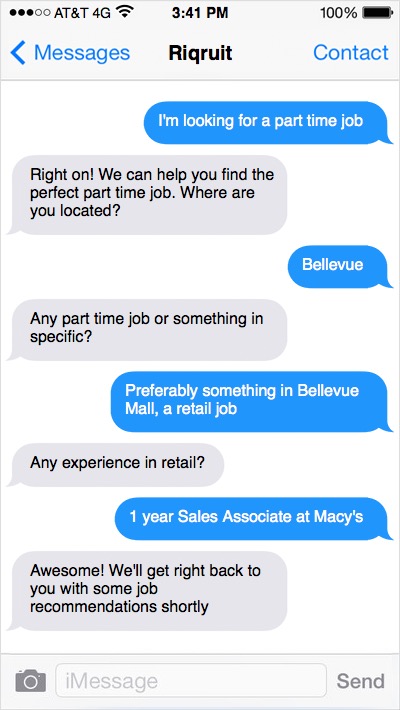 AT&T 4G 3:41 PM 100%
Messages Riqruit Contact
I'm looking for a part time job
Right on! We can help you find the
perfect part time job. Where are
you located?
Bellevue
Any part time job or something in
specific?
Preferably something in Bellevue
Mall, a retail job
Any experience in retail?
1 year Sales Associate at Macy's
Awesome! We'll get right back to
you with some job
recommendations shortly
iMessage Send